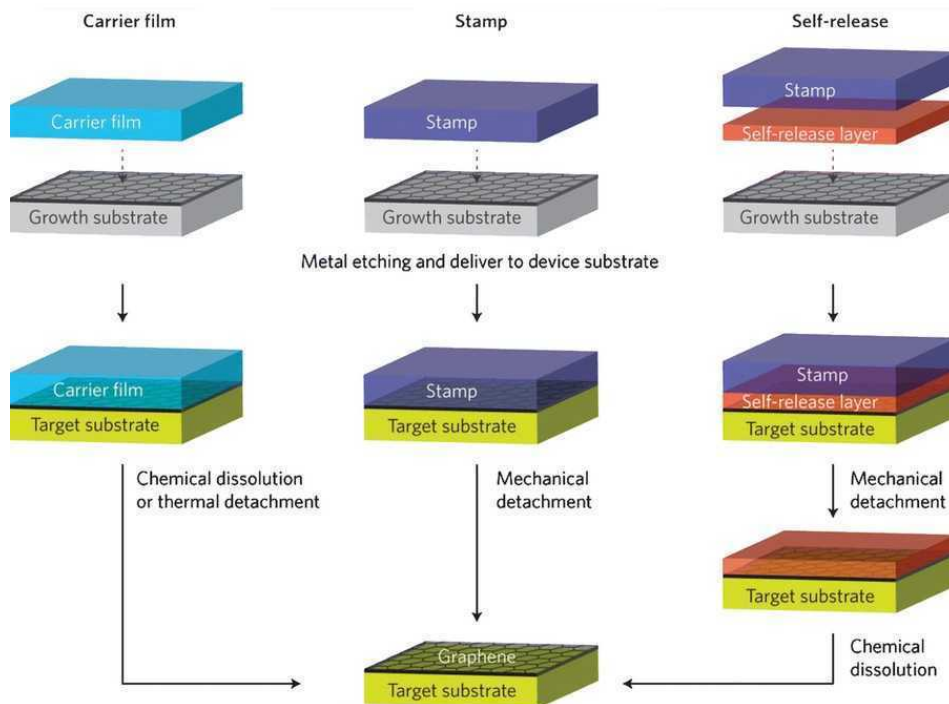 Carrier film
Stamp
Self-release
Carrier film
Stamp
Stamp
Self-release layer
Growth substrate
Growth substrate
Growth substrate
Metal etching and deliver to device substrate
Carrier film
Target substrate
Stamp
Target substrate
Stamp
Self-release layer
Target substrate
Chemical dissolution
or thermal detachment
Mechanical
detachment
Mechanical
detachment
Target substrate
Chemical
dissolution
Graphene
Target substrate